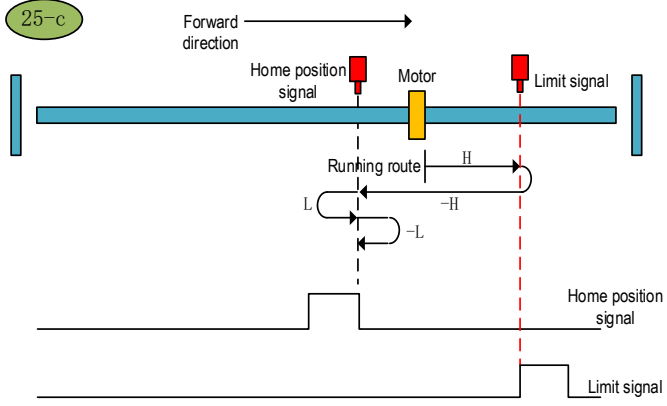 25-c
Forward
direction
Home position
signal
Motor
Limit signal
Running route
H
-H
L
-L
Home position
signal
Limit signal